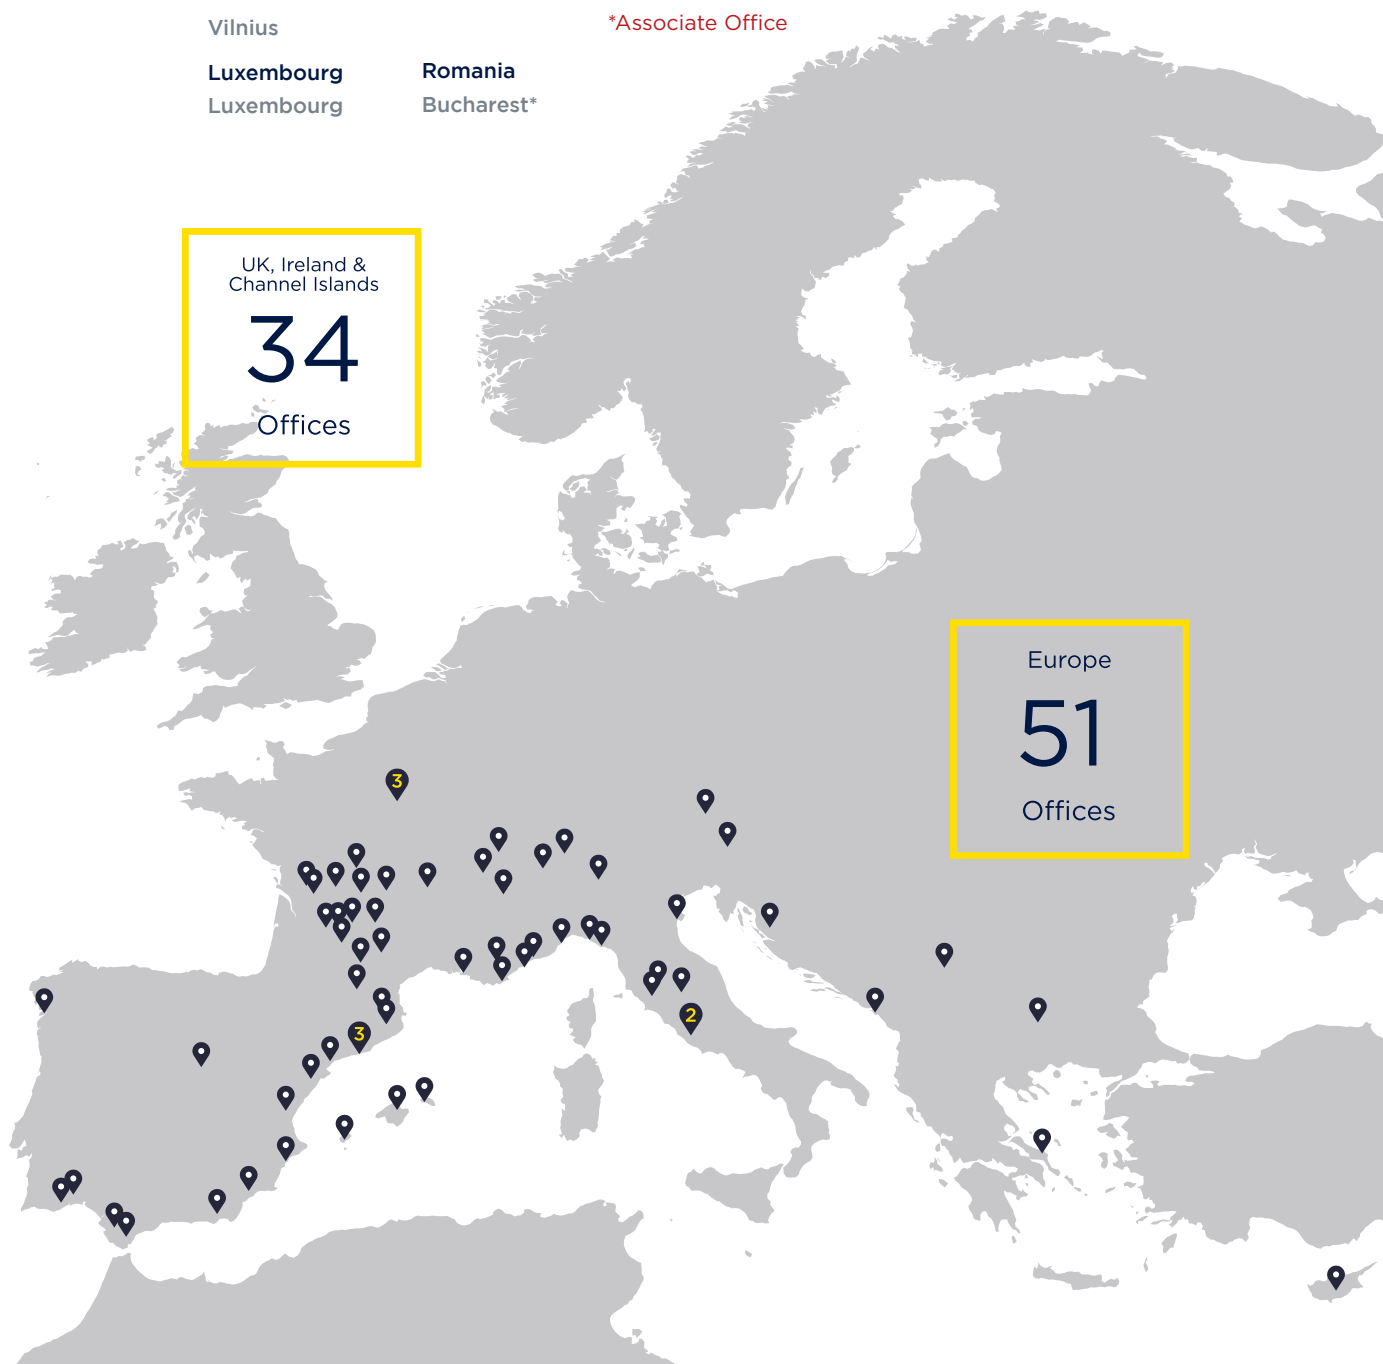 Vilnius
*Associate Office
Luxembourg
Luxembourg
Romania
Bucharest*
UK, Ireland &
Channel Islands
34
Offices
Europe
51
Offices
3
3
2